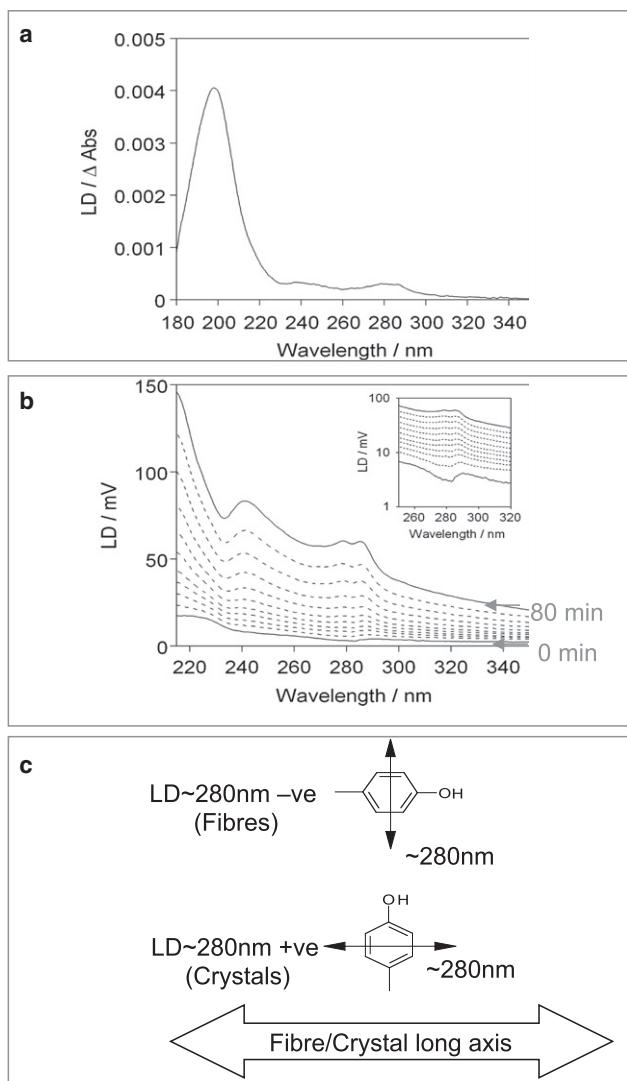 a
0.005
0.004
0.003
0.002
0.001
0
LD / Δ Abs
180 200 220 240 260 280 300 320 340
Wavelength / nm
b
150
100
50
0
LD / mV
220 240 260 280 300 320 340
Wavelength / nm
100
10
1
LD / mV
260 280 300 320
Wavelength / nm
80 min
0 min
c
LD~280nm –ve
(Fibres)
OH
~280nm
OH
LD~280nm +ve
(Crystals)
~280nm
Fibre/Crystal long axis